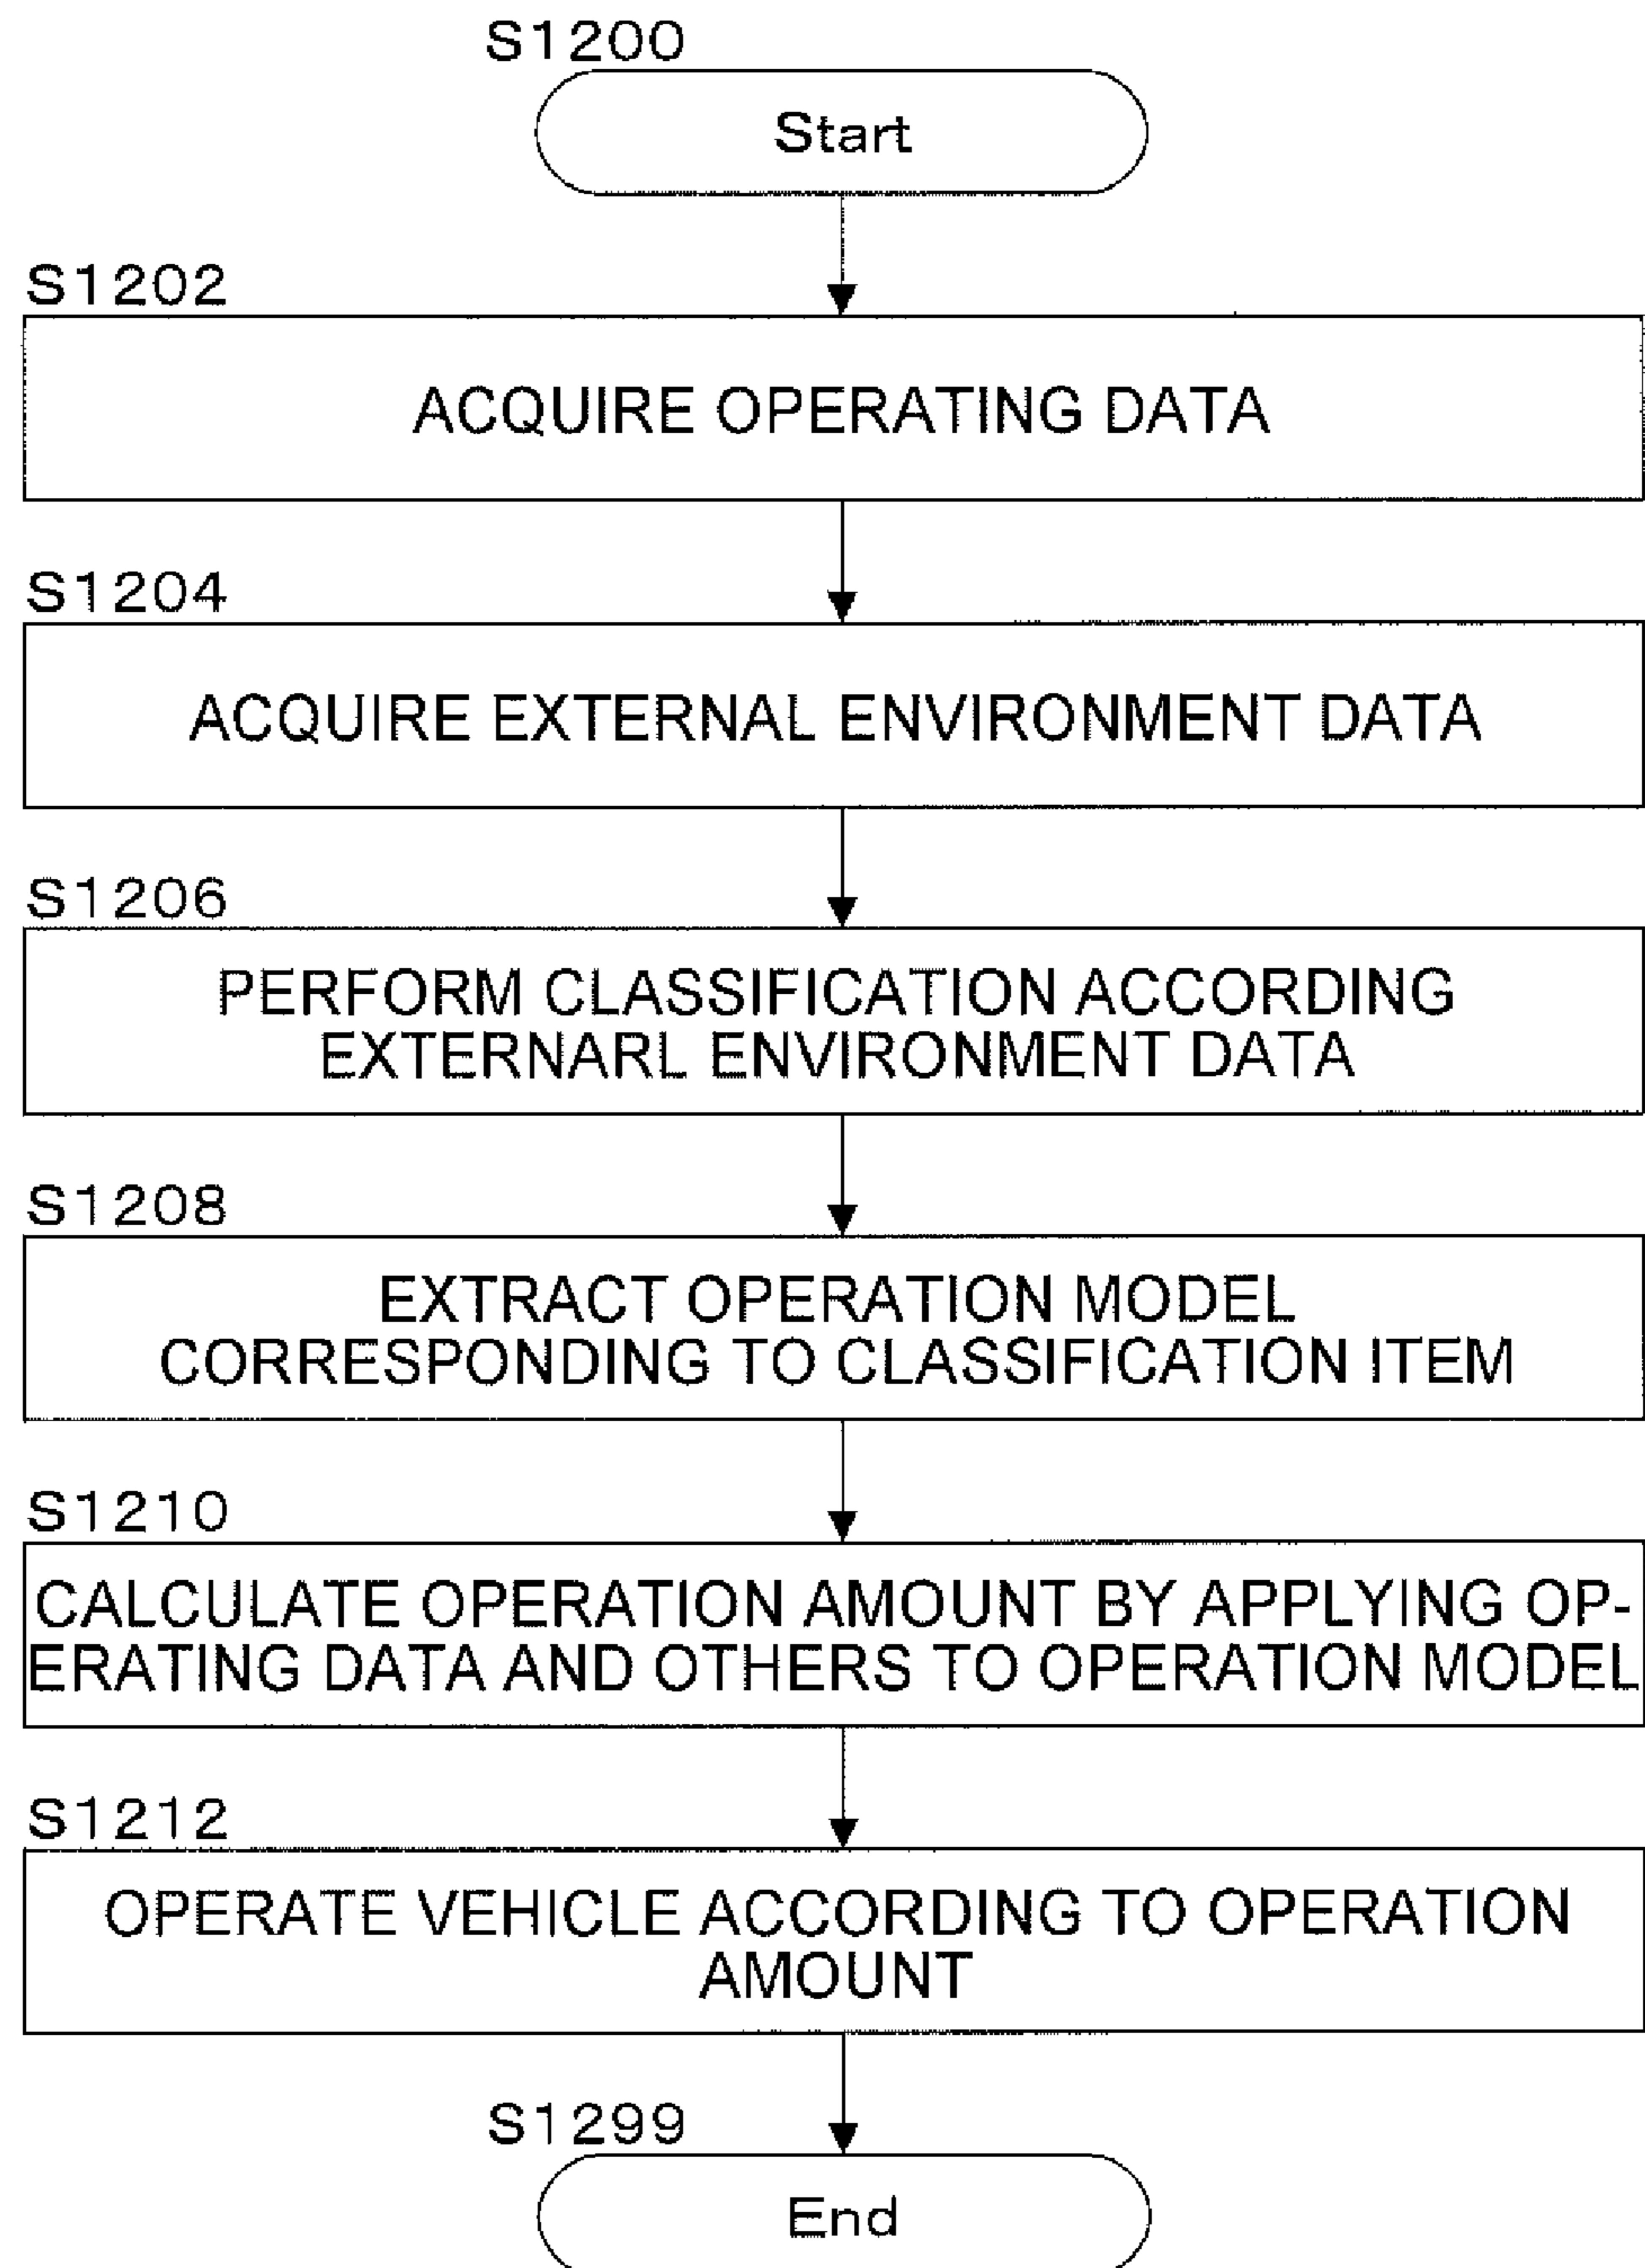 S1200
Start
S1202
ACQUIRE OPERATING DATA
S1204
ACQUIRE EXTERNAL ENVIRONMENT DATA
S1206
PERFORM CLASSIFICATION ACCORDING
EXTERNARL ENVIRONMENT DATA
S1208
EXTRACT OPERATION MODEL
CORRESPONDING TO CLASSIFICATION ITEM
S1210
CALCULATE OPERATION AMOUNT BY APPLYING OP-
ERATING DATA AND OTHERS TO OPERATION MODEL
S1212
OPERATE VEHICLE ACCORDING TO OPERATION
AMOUNT
S1299
End